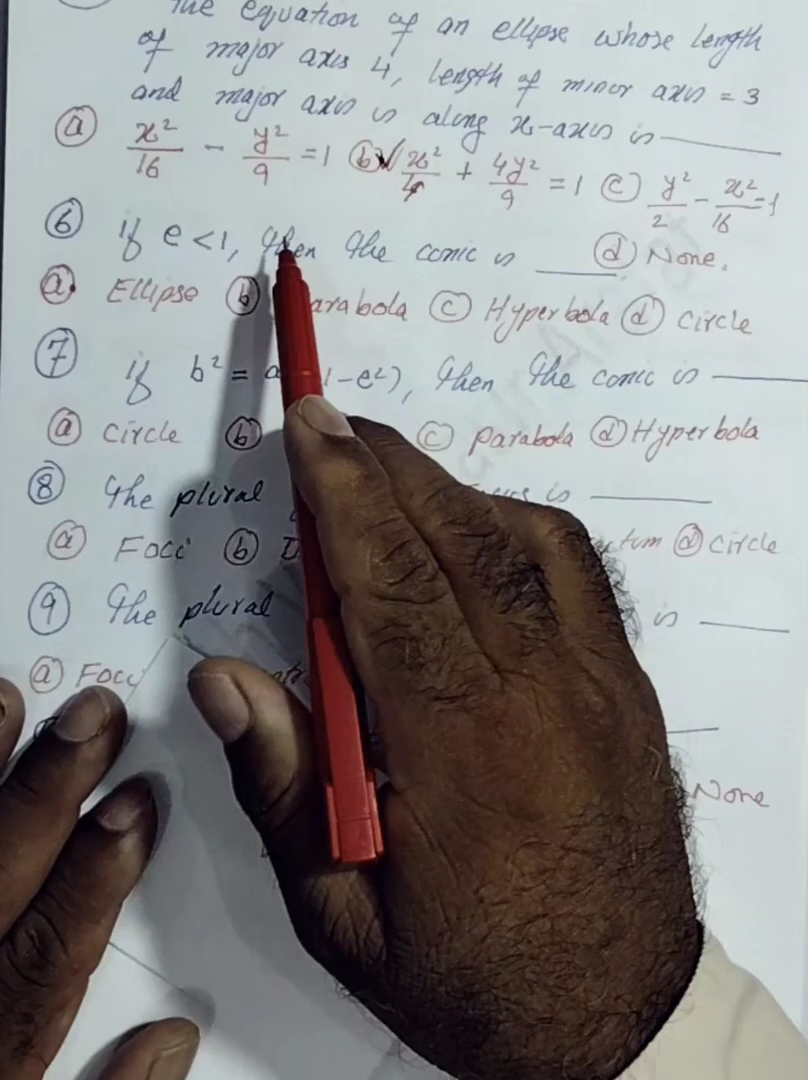 the equation of an ellipse whose length
of major axis 4, length of minor axis = 3
and major axis is along x-axis is ______
(a) x²/16 - y²/9 = 1 (b) x²/4 + 4y²/9 = 1 (c) y²/2 - x²/16 = 1
(6) if e < 1, then the conic is ____ (d) None.
(a) Ellipse (b) arabola (c) Hyperbola (d) Circle
(7) if b² = a 1-e²), then the conic is ______
(a) Circle (b) (c) parabola (d) Hyperbola
(8) The plural is ______
(a) Foci (b) D tum (d) Circle
(9) The plural is ______
(a) Foci
None